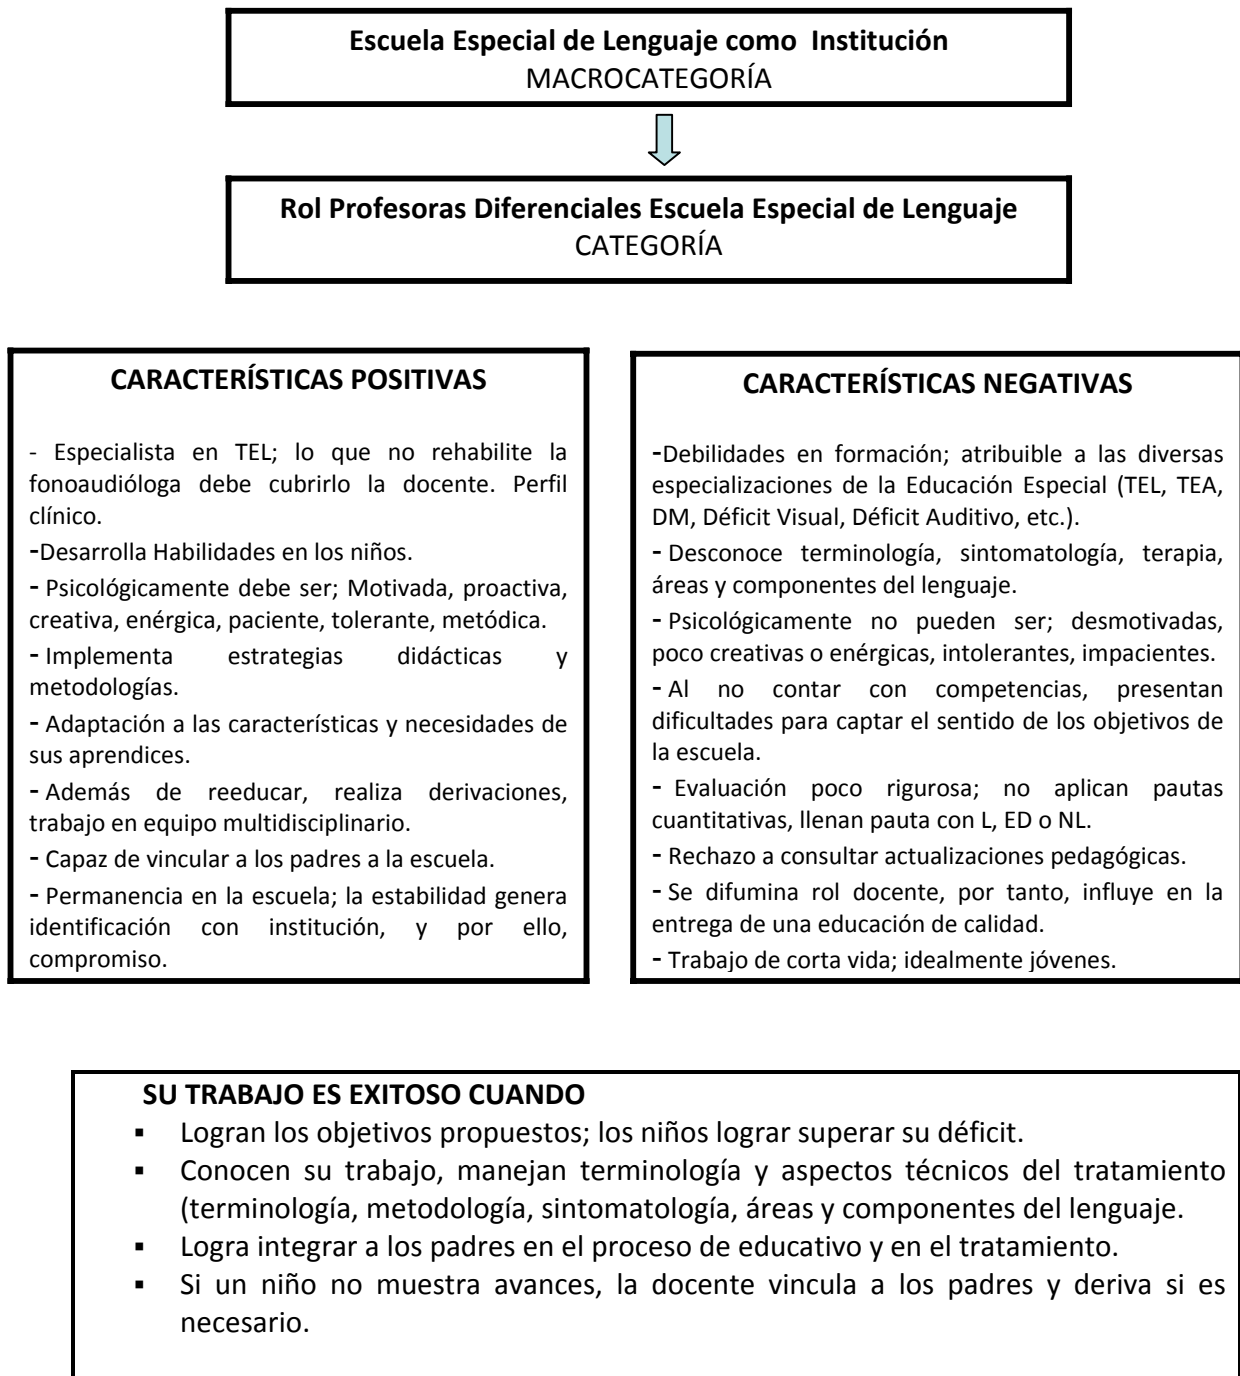 Escuela Especial de Lenguaje como  Institución
MACROCATEGORÍA
Rol Profesoras Diferenciales Escuela Especial de Lenguaje
CATEGORÍA
CARACTERÍSTICAS POSITIVAS
- Especialista en TEL; lo que no rehabilite la
fonoaudióloga debe cubrirlo la docente. Perfil
clínico.
-Desarrolla Habilidades en los niños.
- Psicológicamente debe ser; Motivada, proactiva,
creativa, enérgica, paciente, tolerante, metódica.
- Implementa estrategias didácticas y
metodologías.
- Adaptación a las características y necesidades de
sus aprendices.
- Además de reeducar, realiza derivaciones,
trabajo en equipo multidisciplinario.
- Capaz de vincular a los padres a la escuela.
- Permanencia en la escuela; la estabilidad genera
identificación con institución, y por ello,
compromiso.
CARACTERÍSTICAS NEGATIVAS
-Debilidades en formación; atribuible a las diversas
especializaciones de la Educación Especial (TEL, TEA,
DM, Déficit Visual, Déficit Auditivo, etc.).
- Desconoce terminología, sintomatología, terapia,
áreas y componentes del lenguaje.
- Psicológicamente no pueden ser; desmotivadas,
poco creativas o enérgicas, intolerantes, impacientes.
- Al no contar con competencias, presentan
dificultades para captar el sentido de los objetivos de
la escuela.
- Evaluación poco rigurosa; no aplican pautas
cuantitativas, llenan pauta con L, ED o NL.
- Rechazo a consultar actualizaciones pedagógicas.
- Se difumina rol docente, por tanto, influye en la
entrega de una educación de calidad.
- Trabajo de corta vida; idealmente jóvenes.
SU TRABAJO ES EXITOSO CUANDO
▪ Logran los objetivos propuestos; los niños lograr superar su déficit.
▪ Conocen su trabajo, manejan terminología y aspectos técnicos del tratamiento
(terminología, metodología, sintomatología, áreas y componentes del lenguaje.
▪ Logra integrar a los padres en el proceso de educativo y en el tratamiento.
▪ Si un niño no muestra avances, la docente vincula a los padres y deriva si es
necesario.